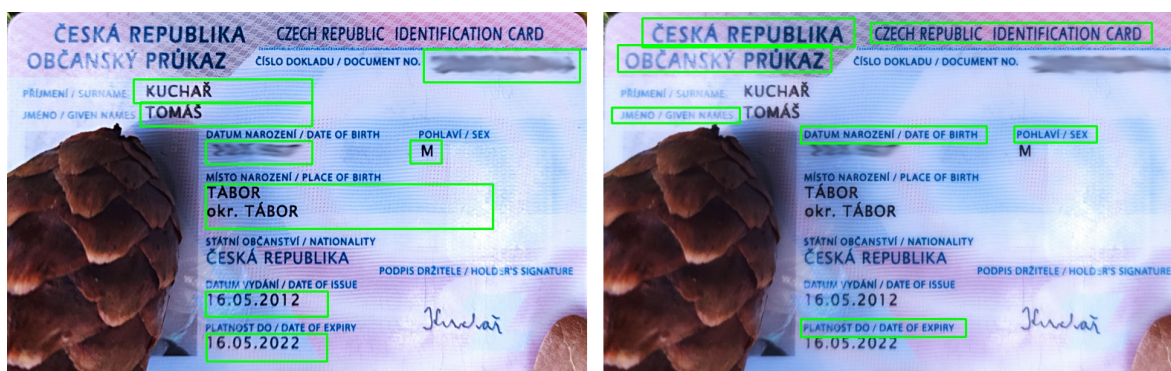 ČESKÁ REPUBLIKA CZECH REPUBLIC IDENTIFICATION CARD
OBČANSKÝ PRŮKAZ ČÍSLO DOKLADU / DOCUMENT NO.
PŘÍJMENÍ / SURNAME KUCHAŘ
JMÉNO / GIVEN NAMES TOMÁŠ
DATUM NAROZENÍ / DATE OF BIRTH POHLAVÍ / SEX
M
MÍSTO NAROZENÍ / PLACE OF BIRTH
TÁBOR
okr. TÁBOR
STÁTNÍ OBČANSTVÍ / NATIONALITY
ČESKÁ REPUBLIKA
PODPIS DRŽITELE / HOLDER'S SIGNATURE
DATUM VYDÁNÍ / DATE OF ISSUE
16.05.2012
Kuchař
PLATNOST DO / DATE OF EXPIRY
16.05.2022
ČESKÁ REPUBLIKA CZECH REPUBLIC IDENTIFICATION CARD
OBČANSKÝ PRŮKAZ ČÍSLO DOKLADU / DOCUMENT NO.
PŘÍJMENÍ / SURNAME KUCHAŘ
JMÉNO / GIVEN NAMES TOMÁŠ
DATUM NAROZENÍ / DATE OF BIRTH POHLAVÍ / SEX
M
MÍSTO NAROZENÍ / PLACE OF BIRTH
TÁBOR
okr. TÁBOR
STÁTNÍ OBČANSTVÍ / NATIONALITY
ČESKÁ REPUBLIKA
PODPIS DRŽITELE / HOLDER'S SIGNATURE
DATUM VYDÁNÍ / DATE OF ISSUE
16.05.2012
Kuchař
PLATNOST DO / DATE OF EXPIRY
16.05.2022